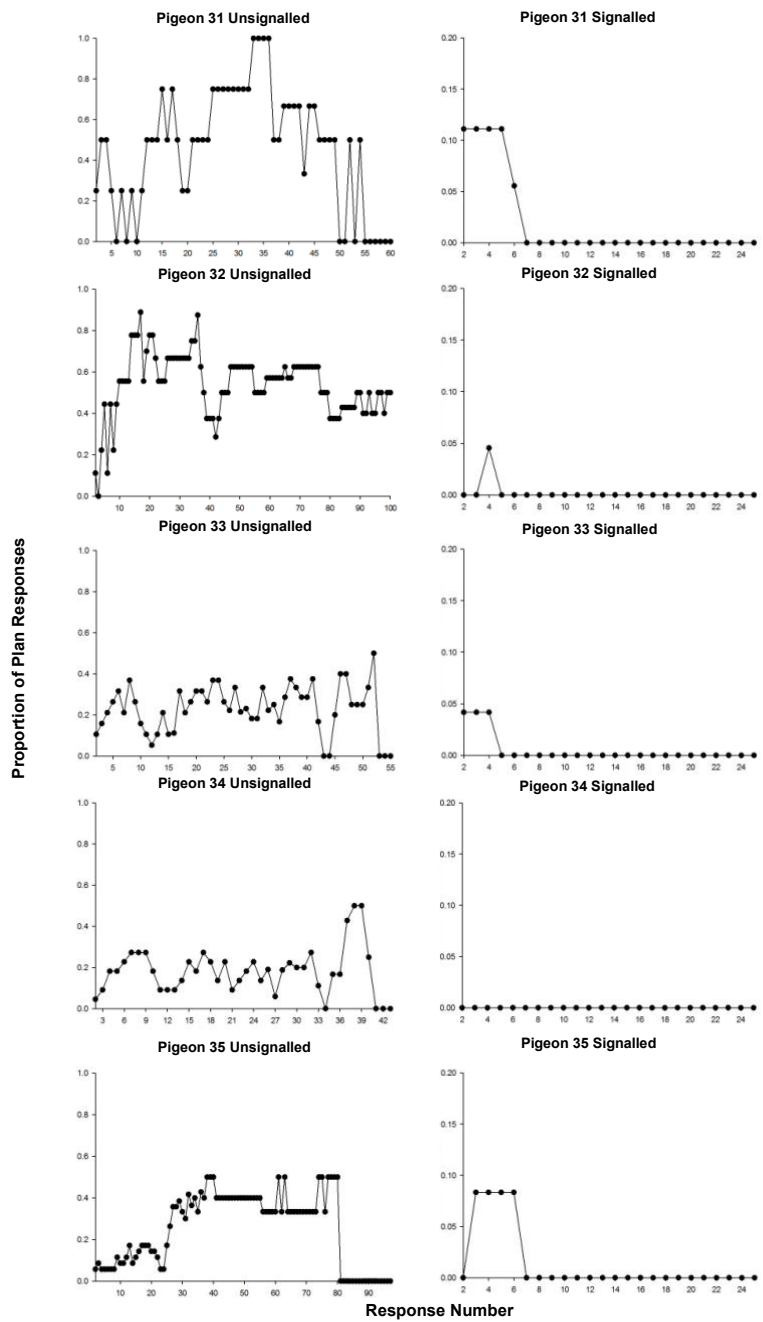 Pigeon 31 Unsignalled
1.0
0.8
0.6
0.4
0.2
0.0
5 10 15 20 25 30 35 40 45 50 55 60
Pigeon 31 Signalled
0.20
0.15
0.10
0.05
0.00
2 4 6 8 10 12 14 16 18 20 22 24
Pigeon 32 Unsignalled
1.0
0.8
0.6
0.4
0.2
0.0
10 20 30 40 50 60 70 80 90 100
Pigeon 32 Signalled
0.20
0.15
0.10
0.05
0.00
2 4 6 8 10 12 14 16 18 20 22 24
Proportion of Plan Responses
Pigeon 33 Unsignalled
1.0
0.8
0.6
0.4
0.2
0.0
5 10 15 20 25 30 35 40 45 50 55
Pigeon 33 Signalled
0.20
0.15
0.10
0.05
0.00
2 4 6 8 10 12 14 16 18 20 22 24
Pigeon 34 Unsignalled
1.0
0.8
0.6
0.4
0.2
0.0
3 6 9 12 15 18 21 24 27 30 33 36 39 42
Pigeon 34 Signalled
0.20
0.15
0.10
0.05
0.00
2 4 6 8 10 12 14 16 18 20 22 24
Pigeon 35 Unsignalled
1.0
0.8
0.6
0.4
0.2
0.0
10 20 30 40 50 60 70 80 90
Pigeon 35 Signalled
0.20
0.15
0.10
0.05
0.00
2 4 6 8 10 12 14 16 18 20 22 24
Response Number